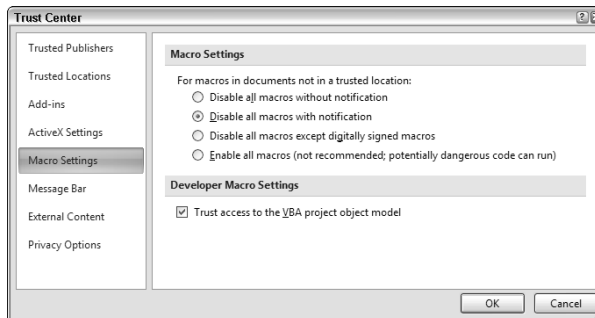 Trust Center
Trusted Publishers
Trusted Locations
Add-ins
ActiveX Settings
Macro Settings
Message Bar
External Content
Privacy Options
Macro Settings
For macros in documents not in a trusted location:
Disable all macros without notification
Disable all macros with notification
Disable all macros except digitally signed macros
Enable all macros (not recommended; potentially dangerous code can run)
Developer Macro Settings
Trust access to the VBA project object model
OK
Cancel